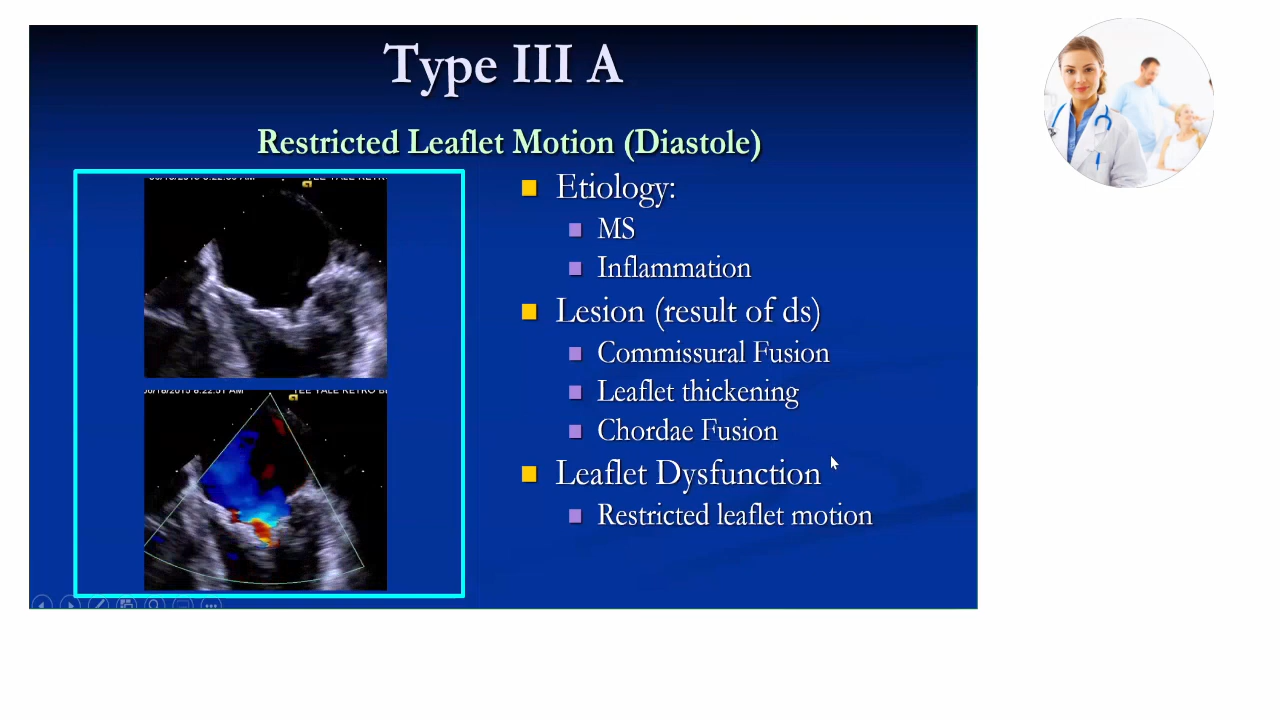 Type III A
Restricted Leaflet Motion (Diastole)
Etiology:
MS
Inflammation
Lesion (result of ds)
Commissural Fusion
Leaflet thickening
Chordae Fusion
Leaflet Dysfunction
Restricted leaflet motion